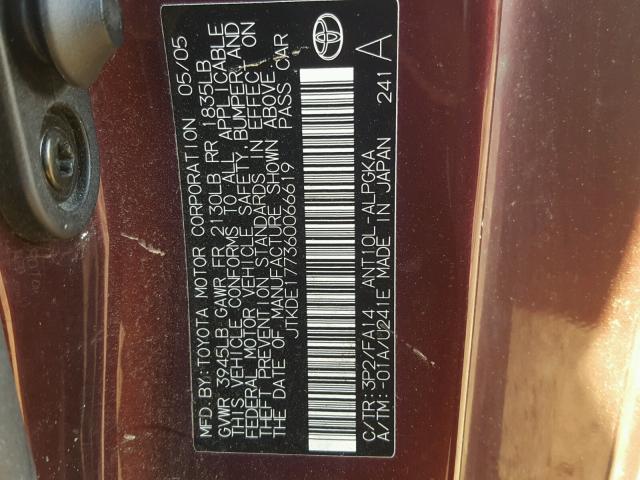 MFD. BY: TOYOTA MOTOR CORPORATION 05/05
GVWR 3945LB GAWR FR 2130LB RR 1835LB
THIS VEHICLE CONFORMS TO ALL APPLICABLE
FEDERAL MOTOR VEHICLE SAFETY, BUMPER, AND
THEFT PREVENTION STANDARDS IN EFFECT ON
THE DATE OF MANUFACTURE SHOWN ABOVE.
JTKDE177360066619 PASS CAR
C/TR: 3P2/FA14 ANT10L-ALPGKA
A/TM: -01A/U241E MADE IN JAPAN 241
A